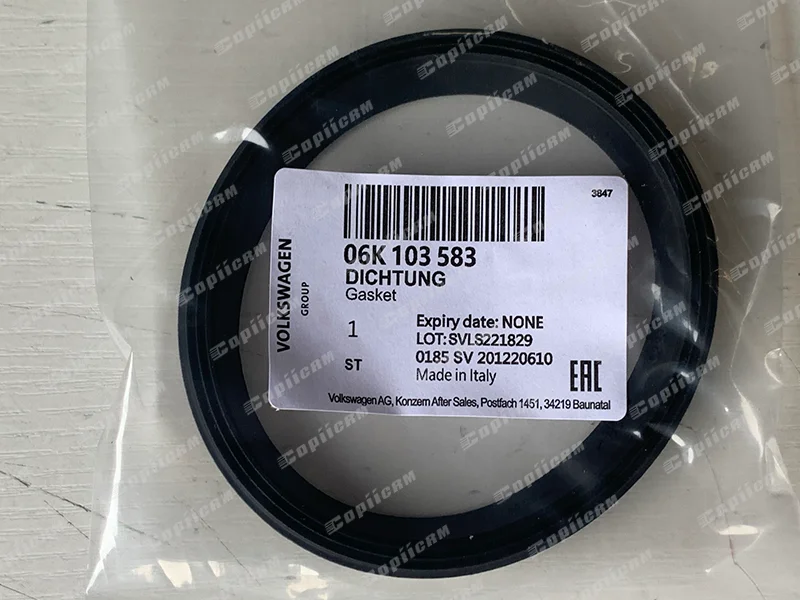 3847
06K 103 583
DICHTUNG
Gasket
VOLKSWAGEN
GROUP
1
ST
Expiry date: NONE
LOT:SVLS221829
0185 SV 201220610
Made in Italy
EAC
Volkswagen AG, Konzern After Sales, Postfach 1451, 34219 Baunatal
CopiiCRM